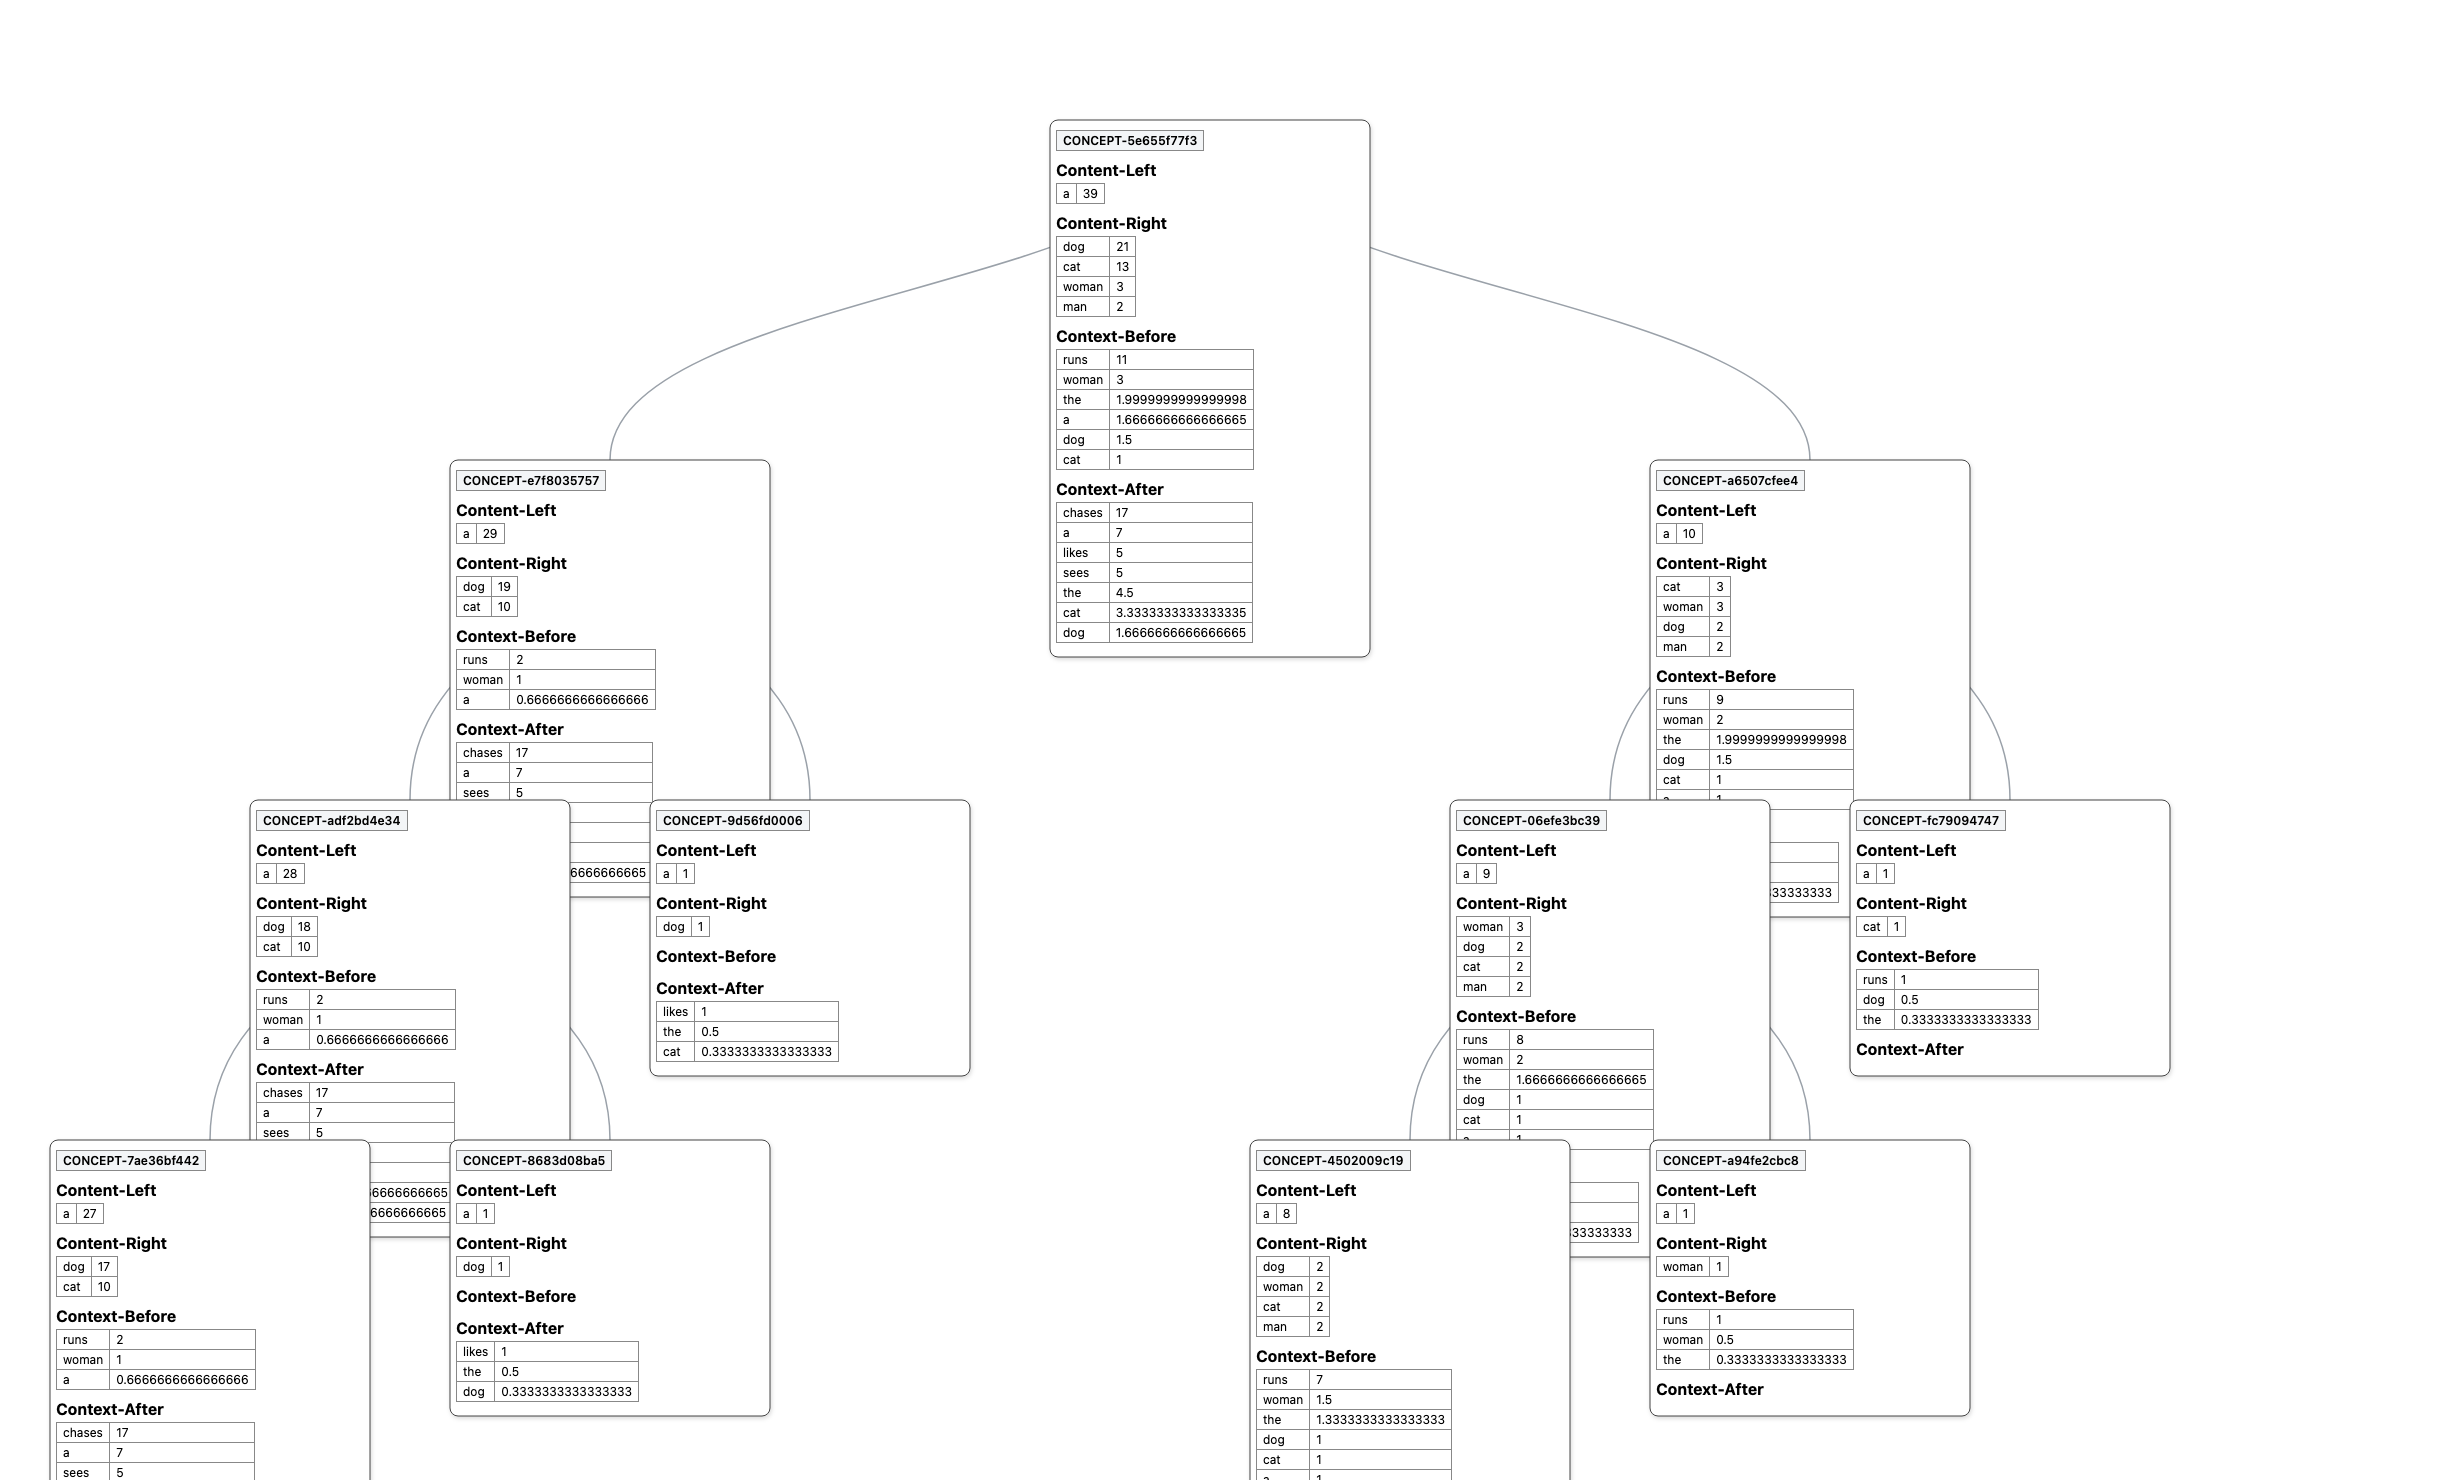 CONCEPT-5e655f77f3
Content-Left
a 39
Content-Right
dog 21
cat 13
woman 3
man 2
Context-Before
runs 11
woman 3
the 1.9999999999999998
a 1.6666666666666665
dog 1.5
cat 1
Context-After
chases 17
a 7
likes 5
sees 5
the 4.5
cat 3.3333333333333335
dog 1.6666666666666665
CONCEPT-e7f8035757
Content-Left
a 29
Content-Right
dog 19
cat 10
Context-Before
runs 2
woman 1
a 0.6666666666666666
Context-After
chases 17
a 7
sees 5
6666666665
CONCEPT-a6507cfee4
Content-Left
a 10
Content-Right
cat 3
woman 3
dog 2
man 2
Context-Before
runs 9
woman 2
the 1.9999999999999998
dog 1.5
cat 1
33333333
CONCEPT-adf2bd4e34
Content-Left
a 28
Content-Right
dog 18
cat 10
Context-Before
runs 2
woman 1
a 0.6666666666666666
Context-After
chases 17
a 7
sees 5
6666666665
6666666665
CONCEPT-9d56fd0006
Content-Left
a 1
Content-Right
dog 1
Context-Before
Context-After
likes 1
the 0.5
cat 0.3333333333333333
CONCEPT-06efe3bc39
Content-Left
a 9
Content-Right
woman 3
dog 2
cat 2
man 2
Context-Before
runs 8
woman 2
the 1.6666666666666665
dog 1
cat 1
33333333
CONCEPT-fc79094747
Content-Left
a 1
Content-Right
cat 1
Context-Before
runs 1
dog 0.5
the 0.3333333333333333
Context-After
CONCEPT-7ae36bf442
Content-Left
a 27
Content-Right
dog 17
cat 10
Context-Before
runs 2
woman 1
a 0.6666666666666666
Context-After
chases 17
a 7
sees 5
CONCEPT-8683d08ba5
Content-Left
a 1
Content-Right
dog 1
Context-Before
Context-After
likes 1
the 0.5
dog 0.3333333333333333
CONCEPT-4502009c19
Content-Left
a 8
Content-Right
dog 2
woman 2
cat 2
man 2
Context-Before
runs 7
woman 1.5
the 1.3333333333333333
dog 1
cat 1
CONCEPT-a94fe2cbc8
Content-Left
a 1
Content-Right
woman 1
Context-Before
runs 1
woman 0.5
the 0.3333333333333333
Context-After